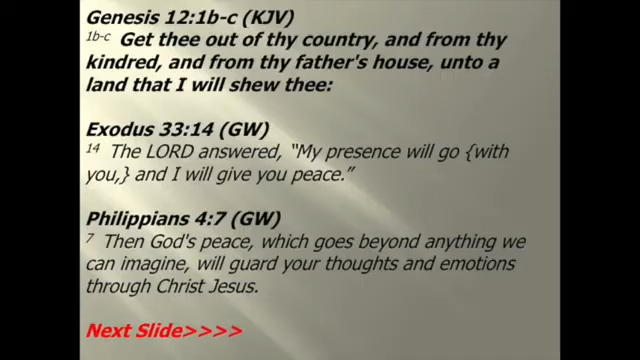 Genesis 12:1b-c (KJV)
1b-c Get thee out of thy country, and from thy
kindred, and from thy father's house, unto a
land that I will shew thee:
Exodus 33:14 (GW)
14 The LORD answered, “My presence will go {with
you,} and I will give you peace.”
Philippians 4:7 (GW)
7 Then God's peace, which goes beyond anything we
can imagine, will guard your thoughts and emotions
through Christ Jesus.
Next Slide>>>>